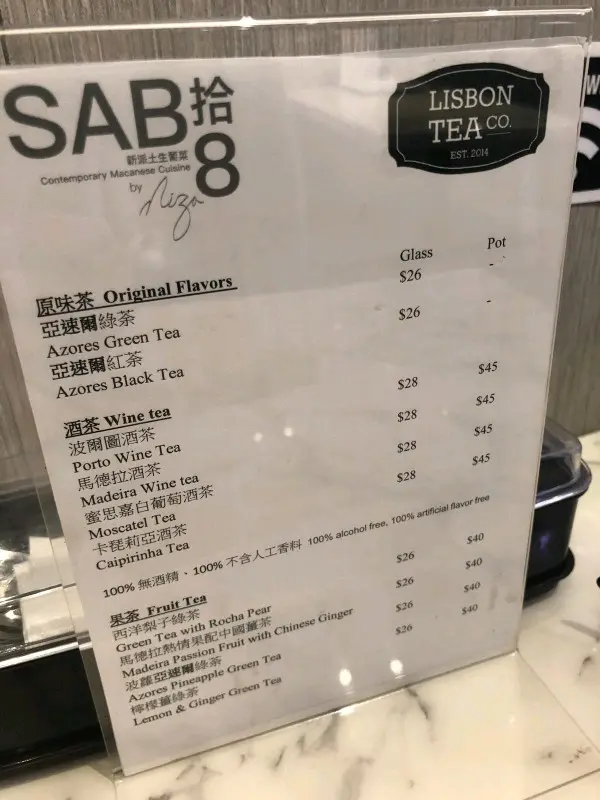 SAB拾8
新派土生葡菜
Contemporary Macanese Cuisine
by Niza
LISBON
TEA CO.
EST. 2014
W
Glass Pot
原味茶 Original Flavors $26 -
亞速爾綠茶
Azores Green Tea $26 -
亞速爾紅茶
Azores Black Tea
酒茶 Wine tea $28 $45
波爾圖酒茶
Porto Wine Tea $28 $45
馬德拉酒茶
Madeira Wine tea $28 $45
蜜思嘉白葡萄酒茶
Moscatel Tea $28 $45
卡琵莉亞酒茶
Caipirinha Tea
100% 無酒精、100% 不含人工香料 100% alcohol free, 100% artificial flavor free
果茶 Fruit Tea $26 $40
西洋梨子綠茶
Green Tea with Rocha Pear $26 $40
馬德拉熱情果配中國薑茶
Madeira Passion Fruit with Chinese Ginger $26 $40
波蘿亞速爾綠茶
Azores Pineapple Green Tea $26 $40
檸檬薑綠茶
Lemon & Ginger Green Tea